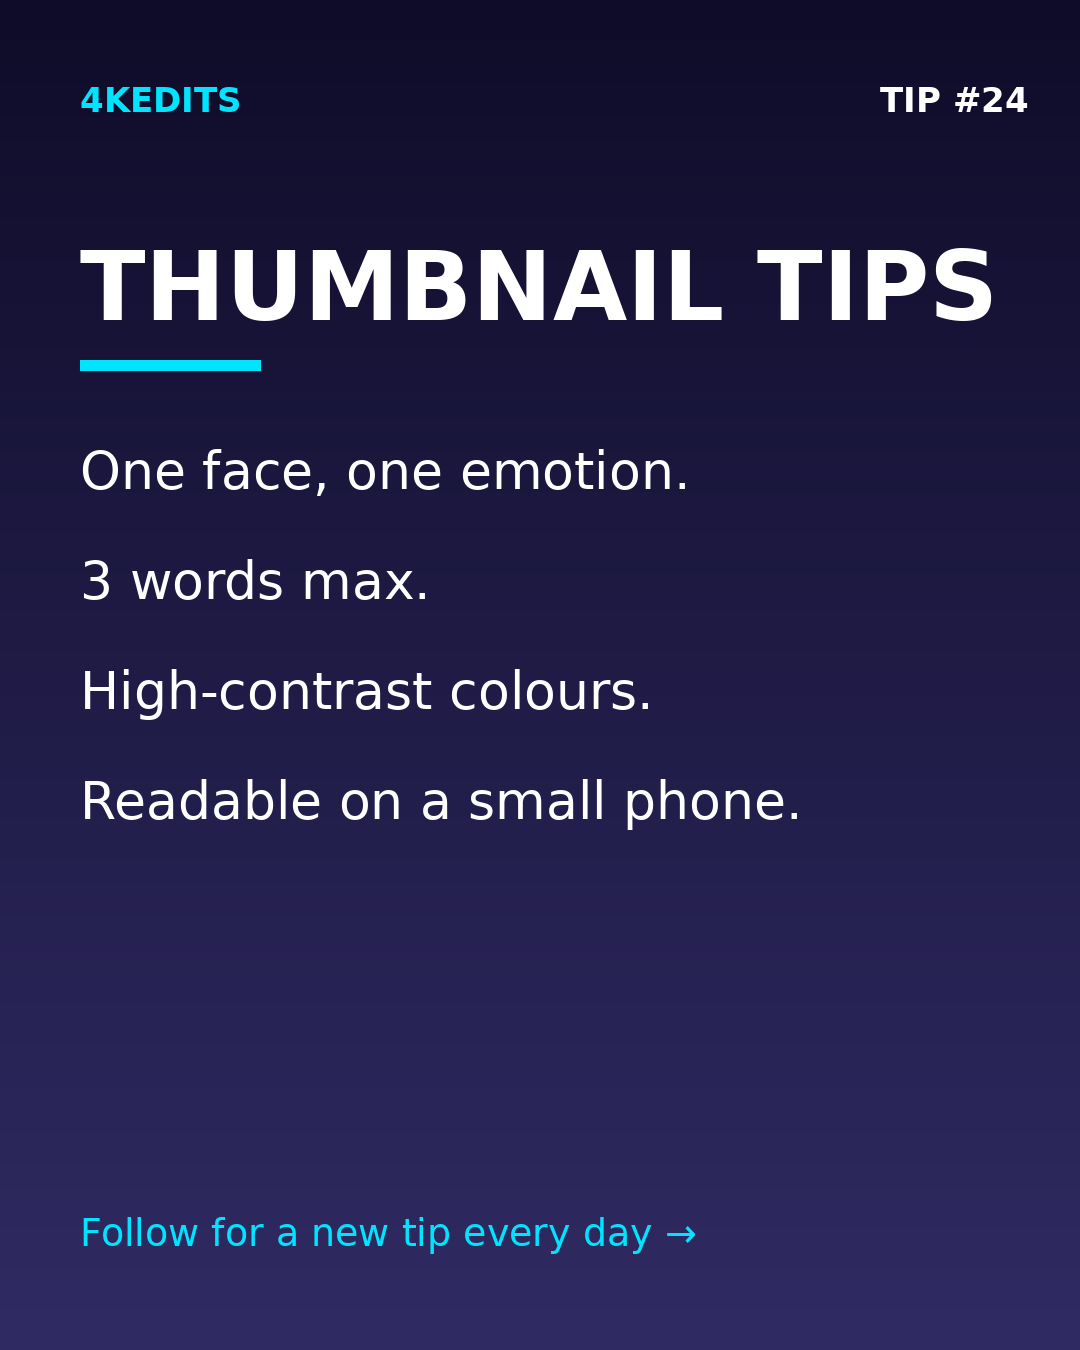 4KEDITS
TIP #24
THUMBNAIL TIPS
One face, one emotion.
3 words max.
High-contrast colours.
Readable on a small phone.
Follow for a new tip every day →